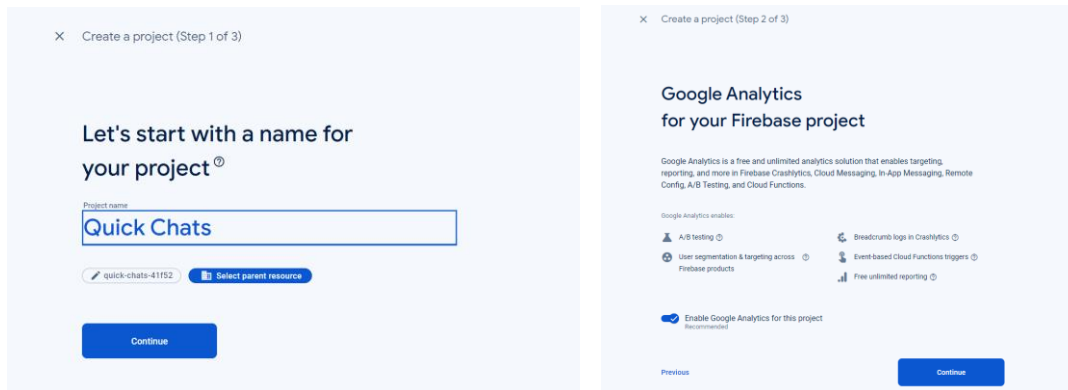 Create a project (Step 1 of 3)
Let's start with a name for
your project
Project name
Quick Chats
quick-chats-41f52
Select parent resource
Continue
Create a project (Step 2 of 3)
Google Analytics
for your Firebase project
Google Analytics is a free and unlimited analytics solution that enables targeting,
reporting, and more in Firebase Crashlytics, Cloud Messaging, In-App Messaging, Remote
Config, A/B Testing, and Cloud Functions.
Google Analytics enables:
A/B testing
User segmentation & targeting across
Firebase products
Breadcrumb logs in Crashlytics
Event-based Cloud Functions triggers
Free unlimited reporting
Enable Google Analytics for this project
Recommended
Previous
Continue